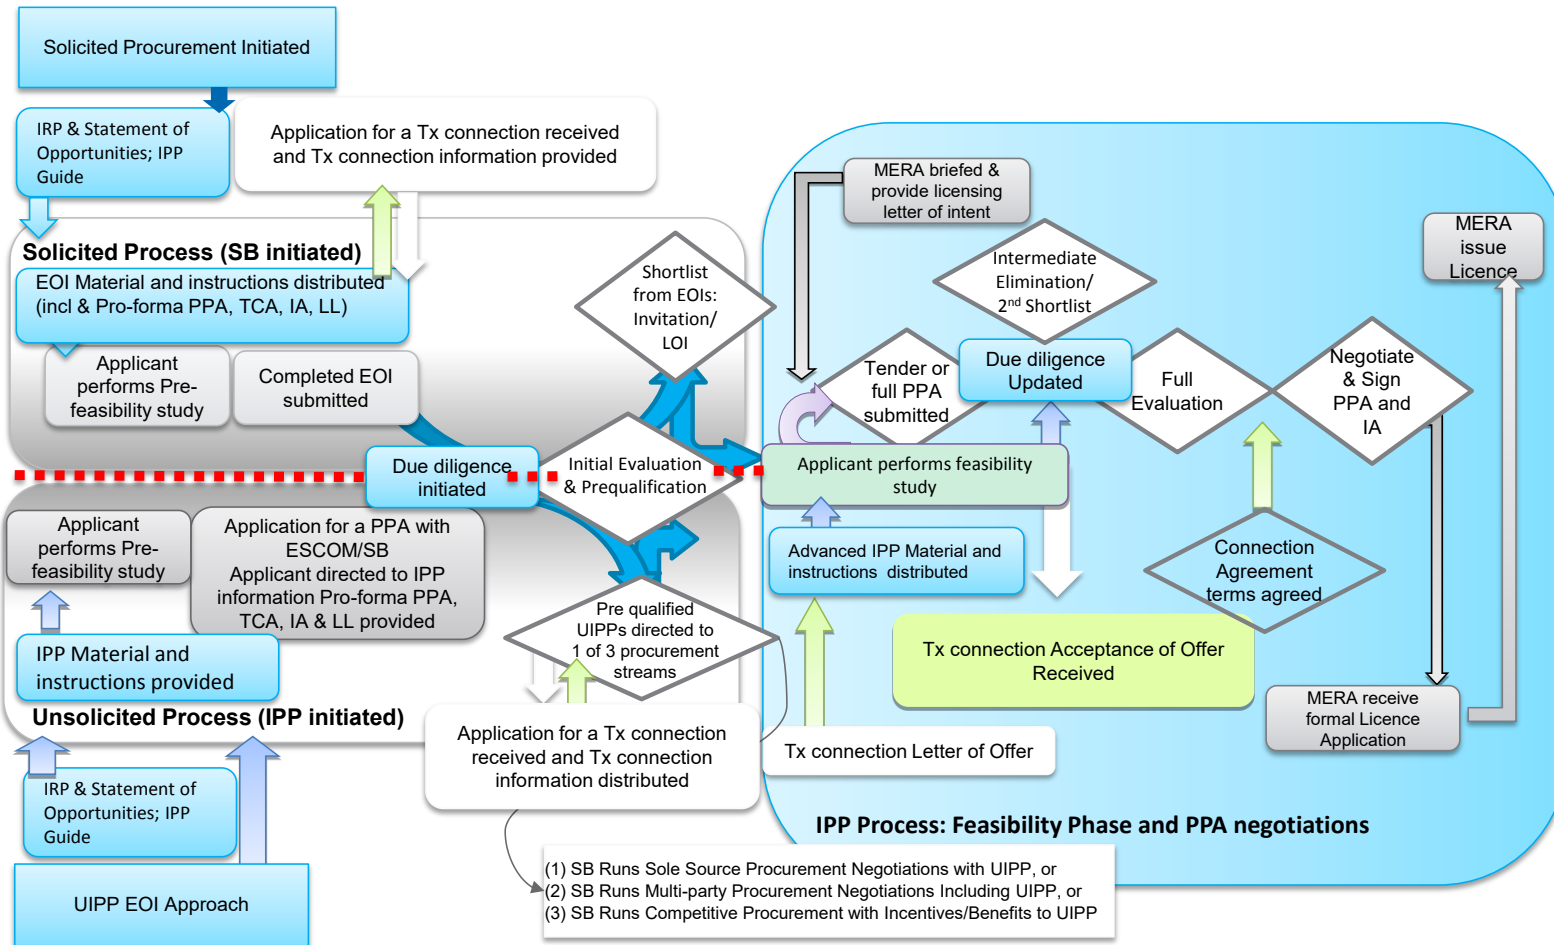 Solicited Procurement Initiated
IRP & Statement of
Opportunities; IPP
Guide
Application for a Tx connection received
and Tx connection information provided
Solicited Process (SB initiated)
EOI Material and instructions distributed
(incl & Pro-forma PPA, TCA, IA, LL)
Applicant
performs Pre-
feasibility study
Completed EOI
submitted
Shortlist
from EOIs:
Invitation/
LOI
Due diligence
initiated
Initial Evaluation
& Prequalification
Applicant
performs Pre-
feasibility study
Application for a PPA with
ESCOM/SB
Applicant directed to IPP
information Pro-forma PPA,
TCA, IA & LL provided
IPP Material and
instructions provided
Unsolicited Process (IPP initiated)
Pre qualified
UIPPs directed to
1 of 3 procurement
streams
Application for a Tx connection
received and Tx connection
information distributed
IRP & Statement of
Opportunities; IPP
Guide
UIPP EOI Approach
(1) SB Runs Sole Source Procurement Negotiations with UIPP, or
(2) SB Runs Multi-party Procurement Negotiations Including UIPP, or
(3) SB Runs Competitive Procurement with Incentives/Benefits to UIPP
MERA briefed &
provide licensing
letter of intent
Intermediate
Elimination/
2nd Shortlist
MERA
issue
Licence
Tender or
full PPA
submitted
Due diligence
Updated
Full
Evaluation
Negotiate
& Sign
PPA and
IA
Applicant performs feasibility
study
Advanced IPP Material and
instructions distributed
Connection
Agreement
terms agreed
Tx connection Acceptance of Offer
Received
MERA receive
formal Licence
Application
Tx connection Letter of Offer
IPP Process: Feasibility Phase and PPA negotiations